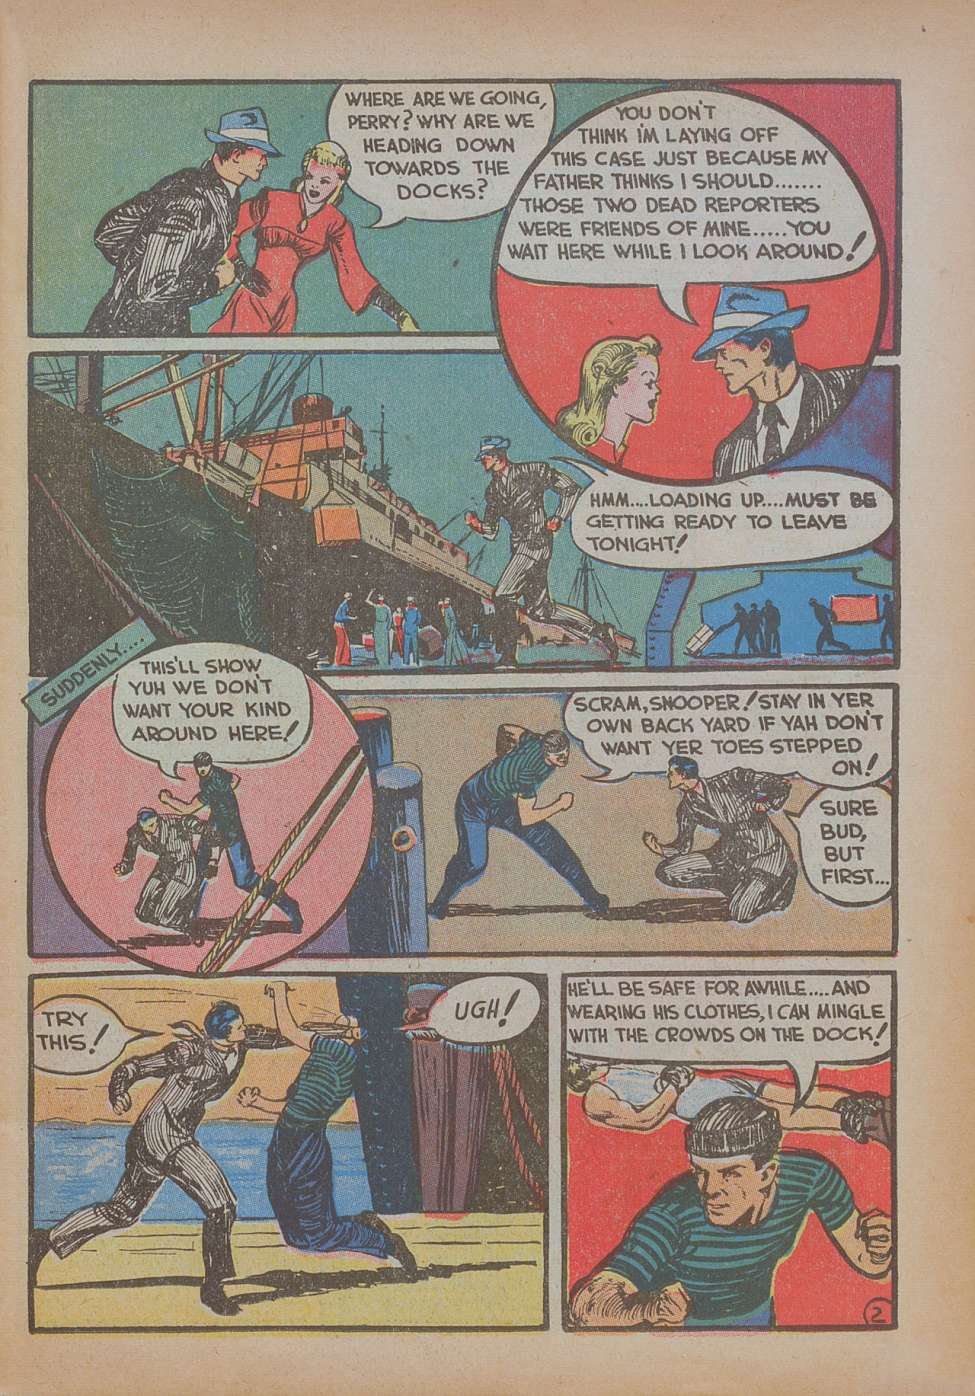 WHERE ARE WE GOING,
PERRY? WHY ARE WE
HEADING DOWN
TOWARDS THE
DOCKS?
YOU DON'T
THINK I'M LAYING OFF
THIS CASE JUST BECAUSE MY
FATHER THINKS I SHOULD.......
THOSE TWO DEAD REPORTERS
WERE FRIENDS OF MINE.....YOU
WAIT HERE WHILE I LOOK AROUND!
HMM....LOADING UP....MUST BE
GETTING READY TO LEAVE
TONIGHT!
SUDDENLY....
THIS'LL SHOW
YUH WE DON'T
WANT YOUR KIND
AROUND HERE!
SCRAM, SNOOPER! STAY IN YER
OWN BACK YARD IF YAH DON'T
WANT YER TOES STEPPED
ON!
SURE
BUD,
BUT
FIRST...
TRY
THIS!
UGH!
HE'LL BE SAFE FOR AWHILE....AND
WEARING HIS CLOTHES, I CAN MINGLE
WITH THE CROWDS ON THE DOCK!
2